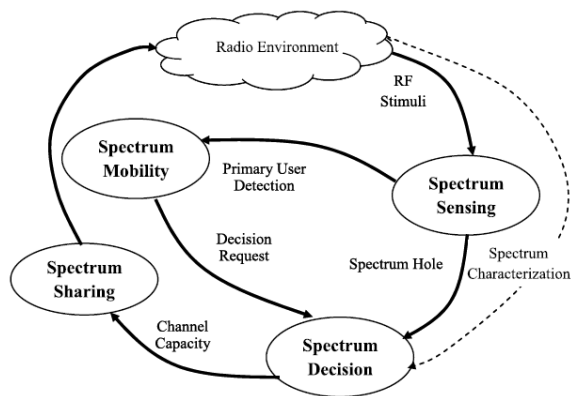 Radio Environment
RF
Stimuli
Spectrum
Mobility
Primary User
Detection
Spectrum
Sensing
Decision
Request
Spectrum Hole
Spectrum
Characterization
Spectrum
Sharing
Channel
Capacity
Spectrum
Decision